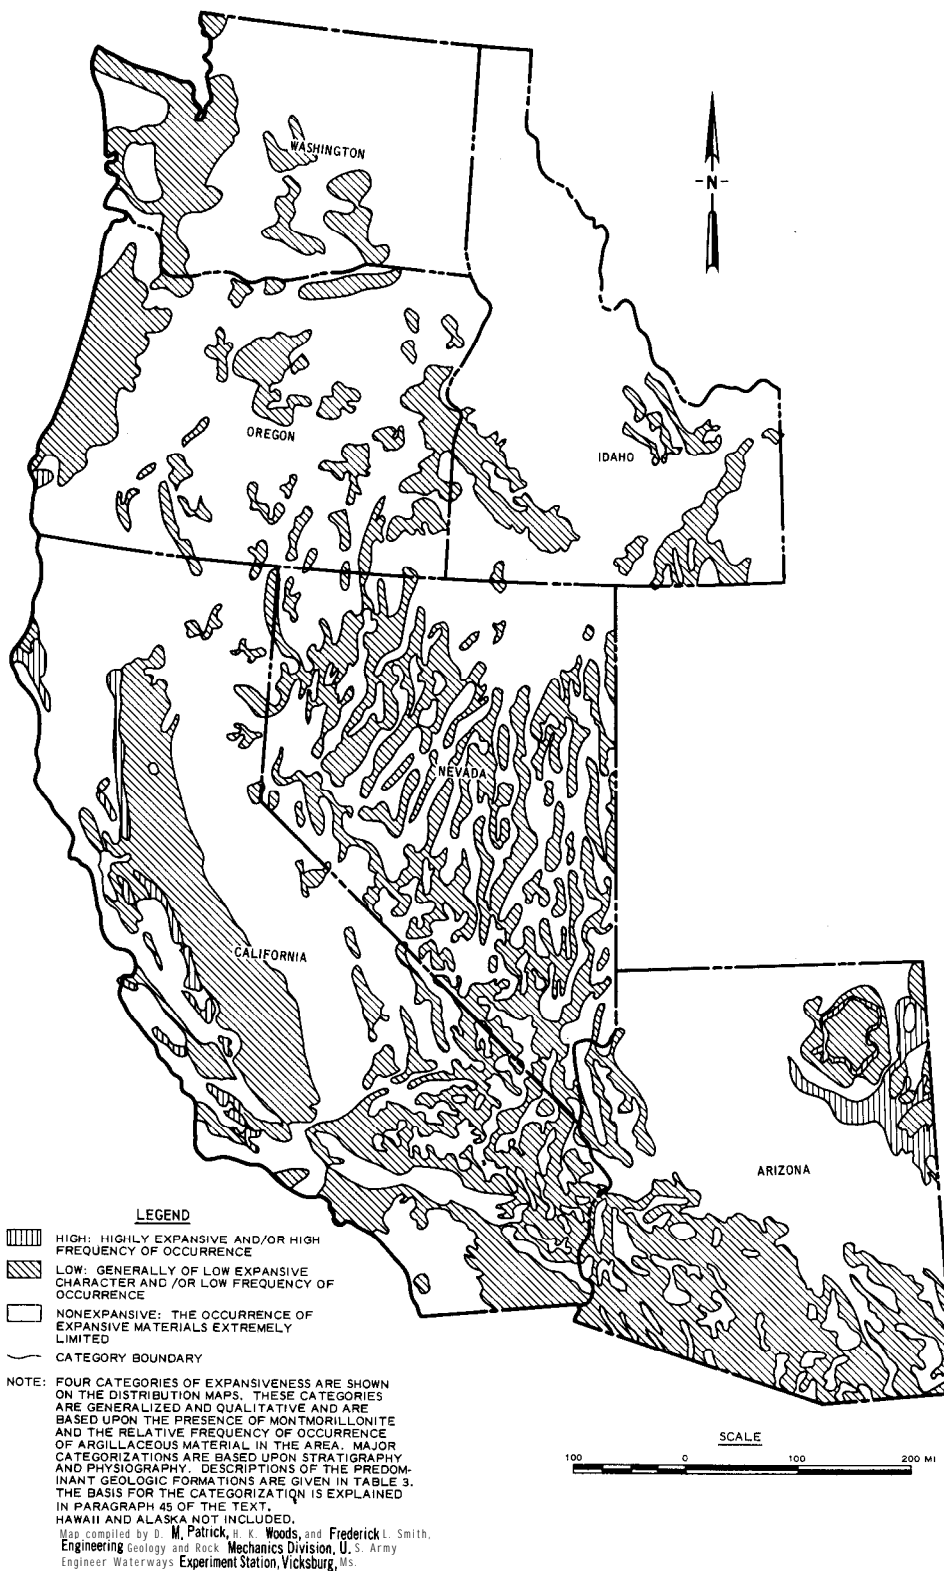 WASHINGTON
N
OREGON
IDAHO
NEVADA
CALIFORNIA
ARIZONA
LEGEND
HIGH: HIGHLY EXPANSIVE AND/OR HIGH
FREQUENCY OF OCCURRENCE
LOW: GENERALLY OF LOW EXPANSIVE
CHARACTER AND /OR LOW FREQUENCY OF
OCCURRENCE
NONEXPANSIVE: THE OCCURRENCE OF
EXPANSIVE MATERIALS EXTREMELY
LIMITED
CATEGORY BOUNDARY
NOTE: FOUR CATEGORIES OF EXPANSIVENESS ARE SHOWN
ON THE DISTRIBUTION MAPS. THESE CATEGORIES
ARE GENERALIZED AND QUALITATIVE AND ARE
BASED UPON THE PRESENCE OF MONTMORILLONITE
AND THE RELATIVE FREQUENCY OF OCCURRENCE
OF ARGILLACEOUS MATERIAL IN THE AREA. MAJOR
CATEGORIZATIONS ARE BASED UPON STRATIGRAPHY
AND PHYSIOGRAPHY. DESCRIPTIONS OF THE PREDOM-
INANT GEOLOGIC FORMATIONS ARE GIVEN IN TABLE 3.
THE BASIS FOR THE CATEGORIZATION IS EXPLAINED
IN PARAGRAPH 45 OF THE TEXT.
HAWAII AND ALASKA NOT INCLUDED.
Map compiled by D. M. Patrick, H. K. Woods, and Frederick L. Smith,
Engineering Geology and Rock Mechanics Division, U. S. Army
Engineer Waterways Experiment Station, Vicksburg, Ms.
SCALE
100 0 100 200 MI